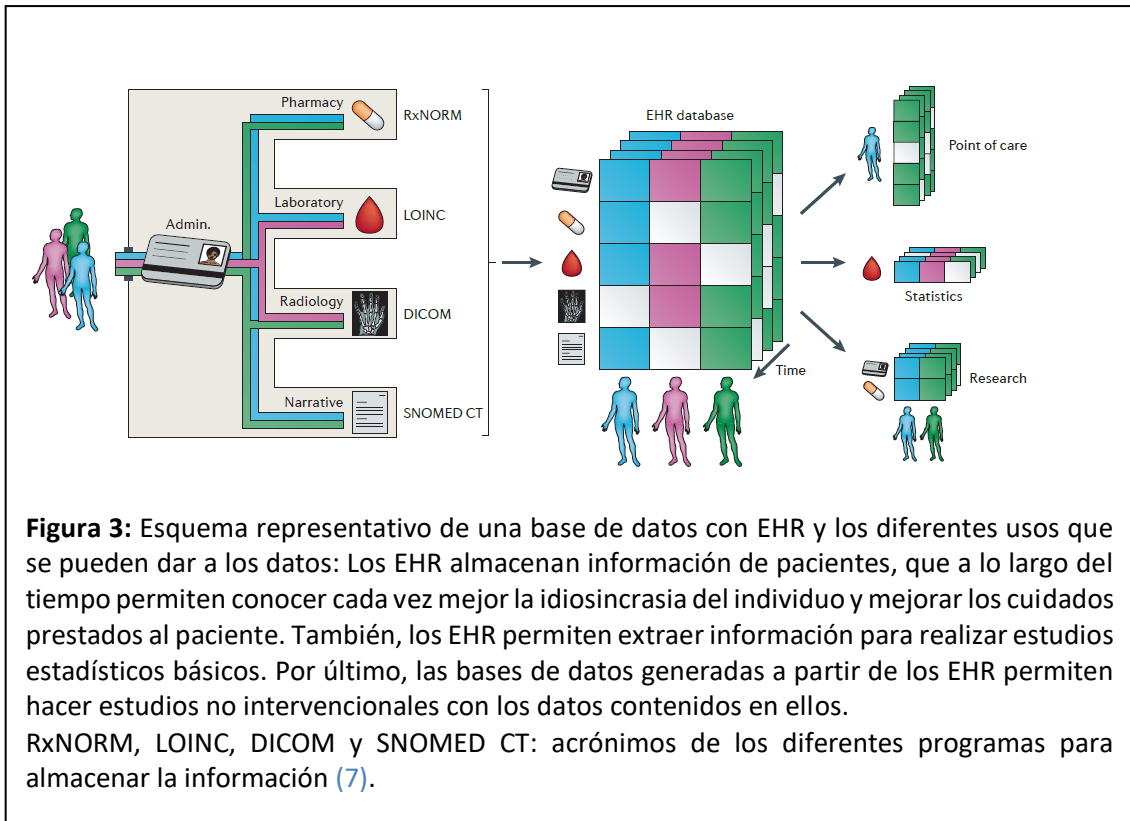 Pharmacy
RxNORM
Laboratory
LOINC
Admin.
Radiology
DICOM
Narrative
SNOMED CT
EHR database
Time
Point of care
Statistics
Research
Figura 3: Esquema representativo de una base de datos con EHR y los diferentes usos que
se pueden dar a los datos: Los EHR almacenan información de pacientes, que a lo largo del
tiempo permiten conocer cada vez mejor la idiosincrasia del individuo y mejorar los cuidados
prestados al paciente. También, los EHR permiten extraer información para realizar estudios
estadísticos básicos. Por último, las bases de datos generadas a partir de los EHR permiten
hacer estudios no intervencionales con los datos contenidos en ellos.
RxNORM, LOINC, DICOM y SNOMED CT: acrónimos de los diferentes programas para
almacenar la información (7).